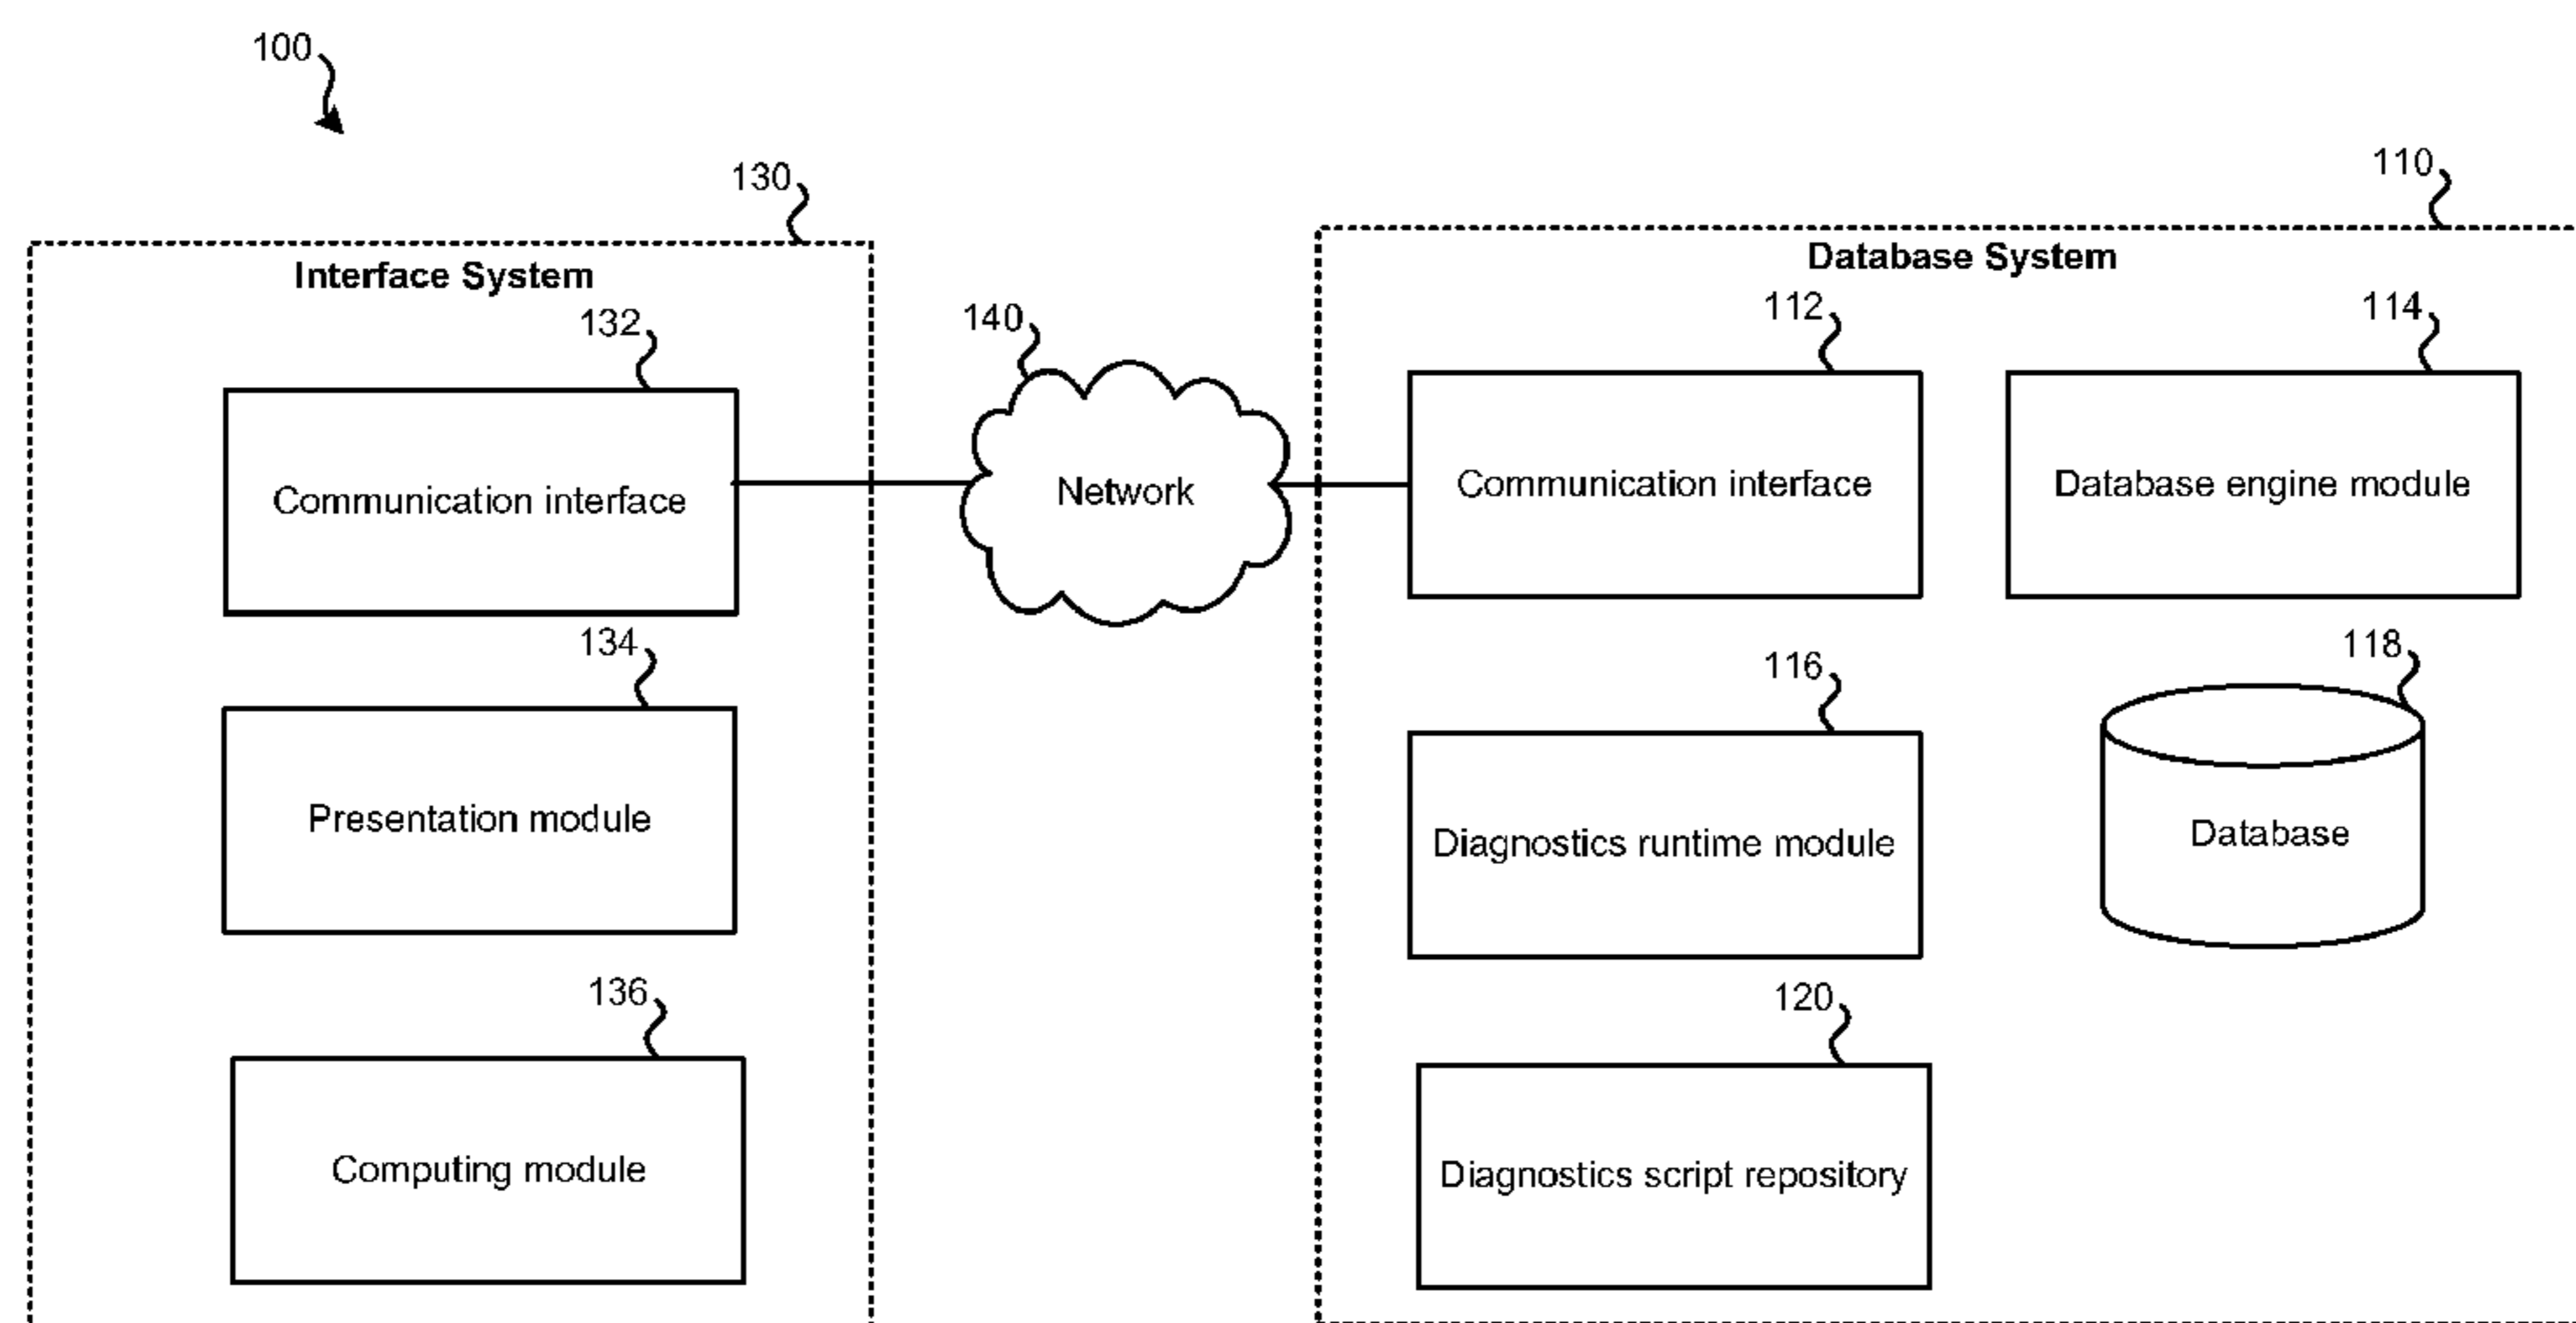 100
130
110
Interface System
Database System
132
140
112
114
Communication interface
Network
Communication interface
Database engine module
134
116
118
Presentation module
Diagnostics runtime module
Database
136
120
Computing module
Diagnostics script repository